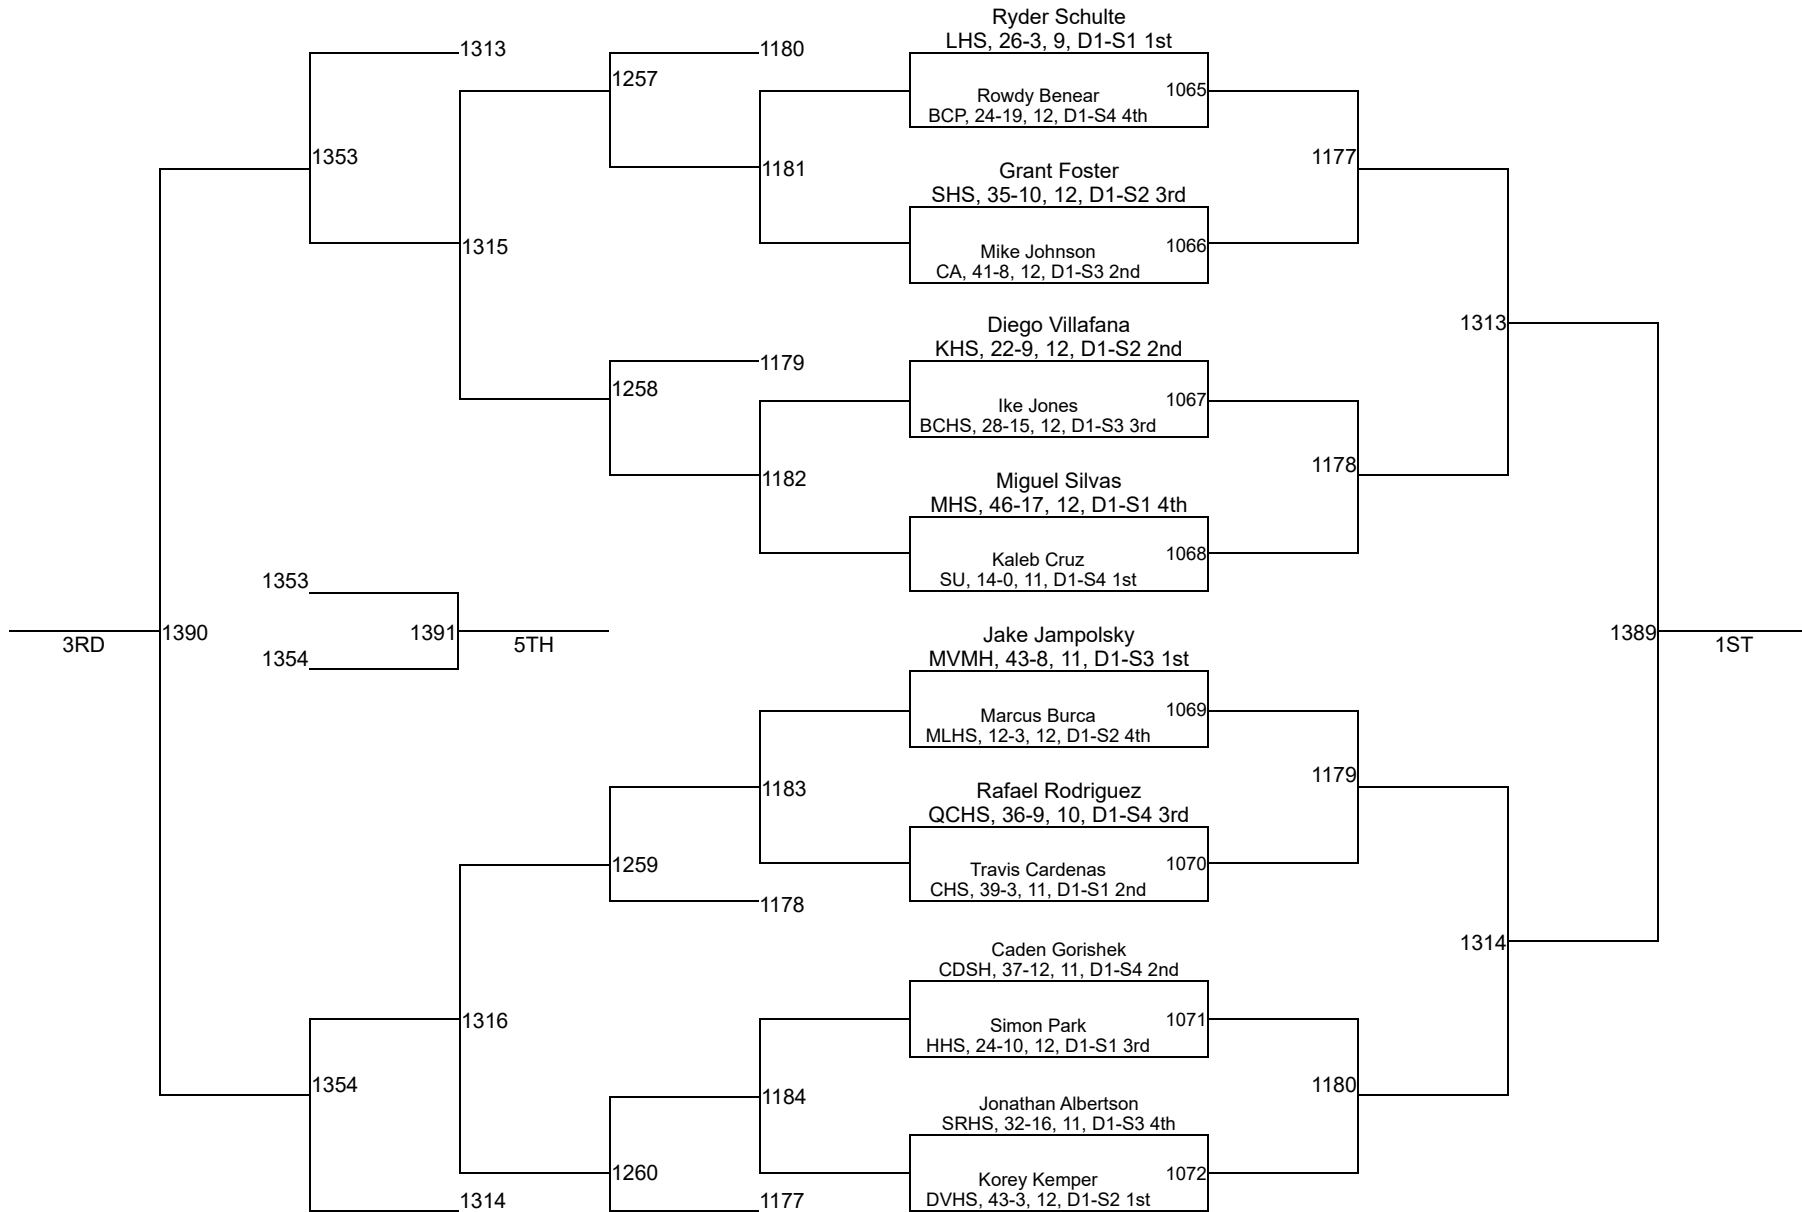 Ryder Schulte
LHS, 26-3, 9, D1-S1 1st
1313
1180
1257
Rowdy Benear
1065
BCP, 24-19, 12, D1-S4 4th
1353
1181
1177
Grant Foster
SHS, 35-10, 12, D1-S2 3rd
1315
Mike Johnson
1066
CA, 41-8, 12, D1-S3 2nd
Diego Villafana
1313
KHS, 22-9, 12, D1-S2 2nd
1179
1258
Ike Jones
1067
BCHS, 28-15, 12, D1-S3 3rd
1182
1178
Miguel Silvas
MHS, 46-17, 12, D1-S1 4th
Kaleb Cruz
1068
SU, 14-0, 11, D1-S4 1st
1353
1390
1391
1389
3RD
5TH
1ST
1354
Jake Jampolsky
MVMH, 43-8, 11, D1-S3 1st
Marcus Burca
1069
MLHS, 12-3, 12, D1-S2 4th
1183
1179
Rafael Rodriguez
QCHS, 36-9, 10, D1-S4 3rd
1259
Travis Cardenas
1070
CHS, 39-3, 11, D1-S1 2nd
1178
1314
Caden Gorishek
CDSH, 37-12, 11, D1-S4 2nd
1316
Simon Park
1071
HHS, 24-10, 12, D1-S1 3rd
1354
1184
1180
Jonathan Albertson
SRHS, 32-16, 11, D1-S3 4th
1260
Korey Kemper
1072
DVHS, 43-3, 12, D1-S2 1st
1314
1177